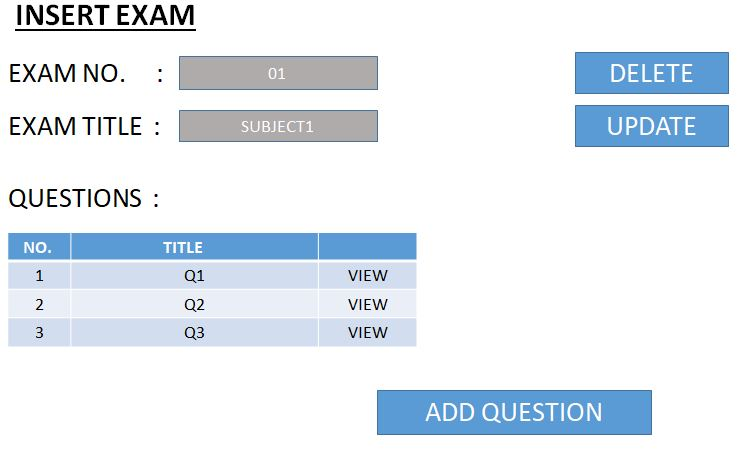 INSERT EXAM
EXAM NO. : 01 DELETE
EXAM TITLE : SUBJECT1 UPDATE
QUESTIONS :
NO. TITLE
1 Q1 VIEW
2 Q2 VIEW
3 Q3 VIEW
ADD QUESTION